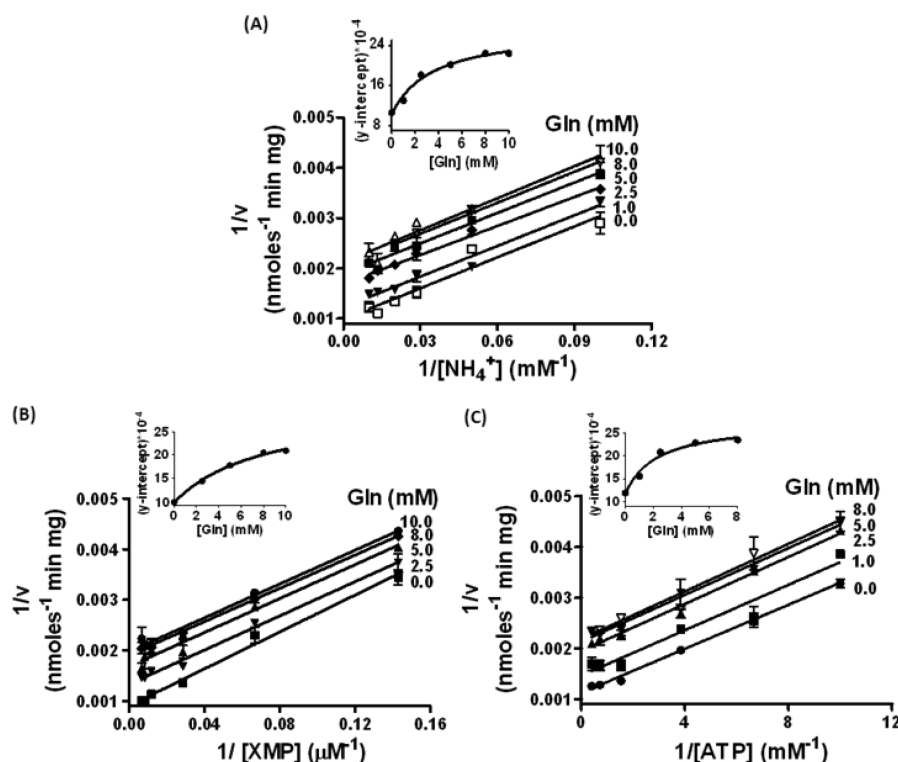 (A)
(y-intercept)*10-4
24
16
8
0 2 4 6 8 10
[Gln] (mM)
Gln (mM)
10.0
8.0
5.0
2.5
1.0
0.0
1/v
(nmoles-1 min mg)
0.005
0.004
0.003
0.002
0.001
0.00 0.03 0.06 0.09 0.12
1/[NH4+] (mM-1)
(B)
(y-intercept)*10-4
25
20
15
10
0 2 4 6 8 10
[Gln] (mM)
Gln (mM)
10.0
8.0
5.0
2.5
0.0
1/v
(nmoles-1 min mg)
0.005
0.004
0.003
0.002
0.001
0.00 0.04 0.08 0.12 0.16
1/ [XMP] (μM-1)
(C)
(y-intercept)*10-4
25
20
15
10
0 2 4 6 8
[Gln] (mM)
Gln (mM)
8.0
5.0
2.5
1.0
0.0
1/v
(nmoles-1 min mg)
0.005
0.004
0.003
0.002
0.001
0 4 8 12
1/[ATP] (mM-1)